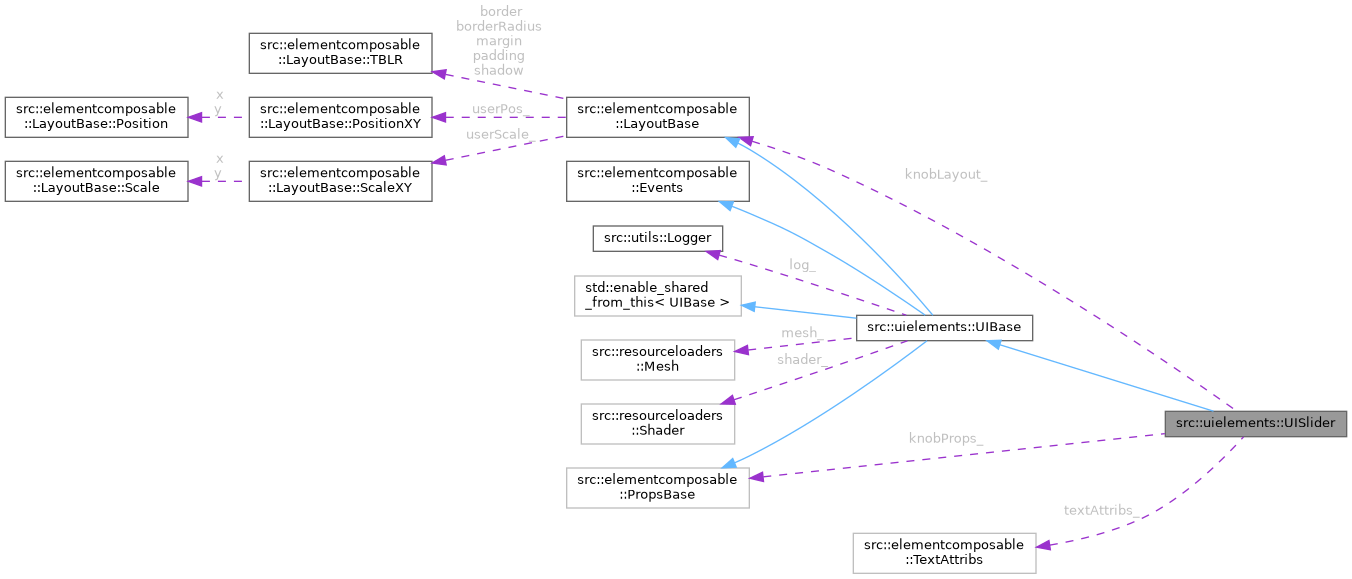 border
borderRadius
margin
padding
shadow
src::elementcomposable
::LayoutBase::TBLR
x
y
userPos_
src::elementcomposable
::LayoutBase::Position
src::elementcomposable
::LayoutBase::PositionXY
src::elementcomposable
::LayoutBase
userScale_
x
y
src::elementcomposable
::LayoutBase::Scale
src::elementcomposable
::LayoutBase::ScaleXY
src::elementcomposable
::Events
knobLayout_
src::utils::Logger
log_
std::enable_shared
_from_this< UIBase >
src::uielements::UIBase
mesh_
src::resourceloaders
::Mesh
shader_
src::resourceloaders
::Shader
src::uielements::UISlider
knobProps_
src::elementcomposable
::PropsBase
textAttribs_
src::elementcomposable
::TextAttribs